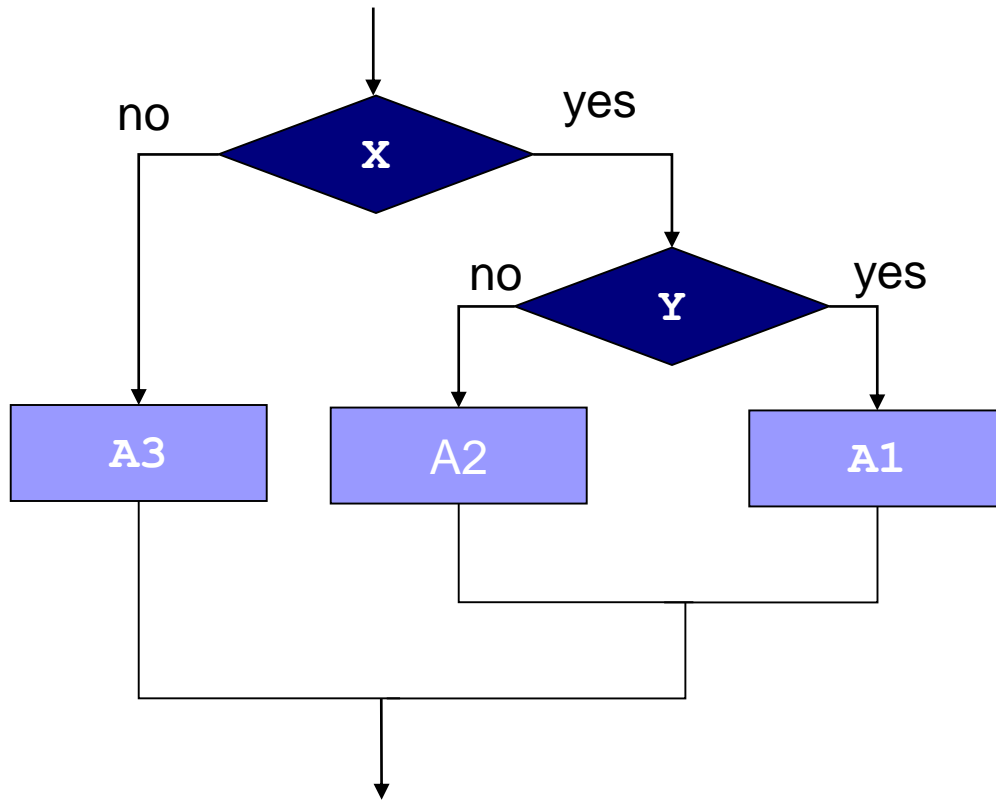 no
yes
X
no
yes
Y
A3
A2
A1